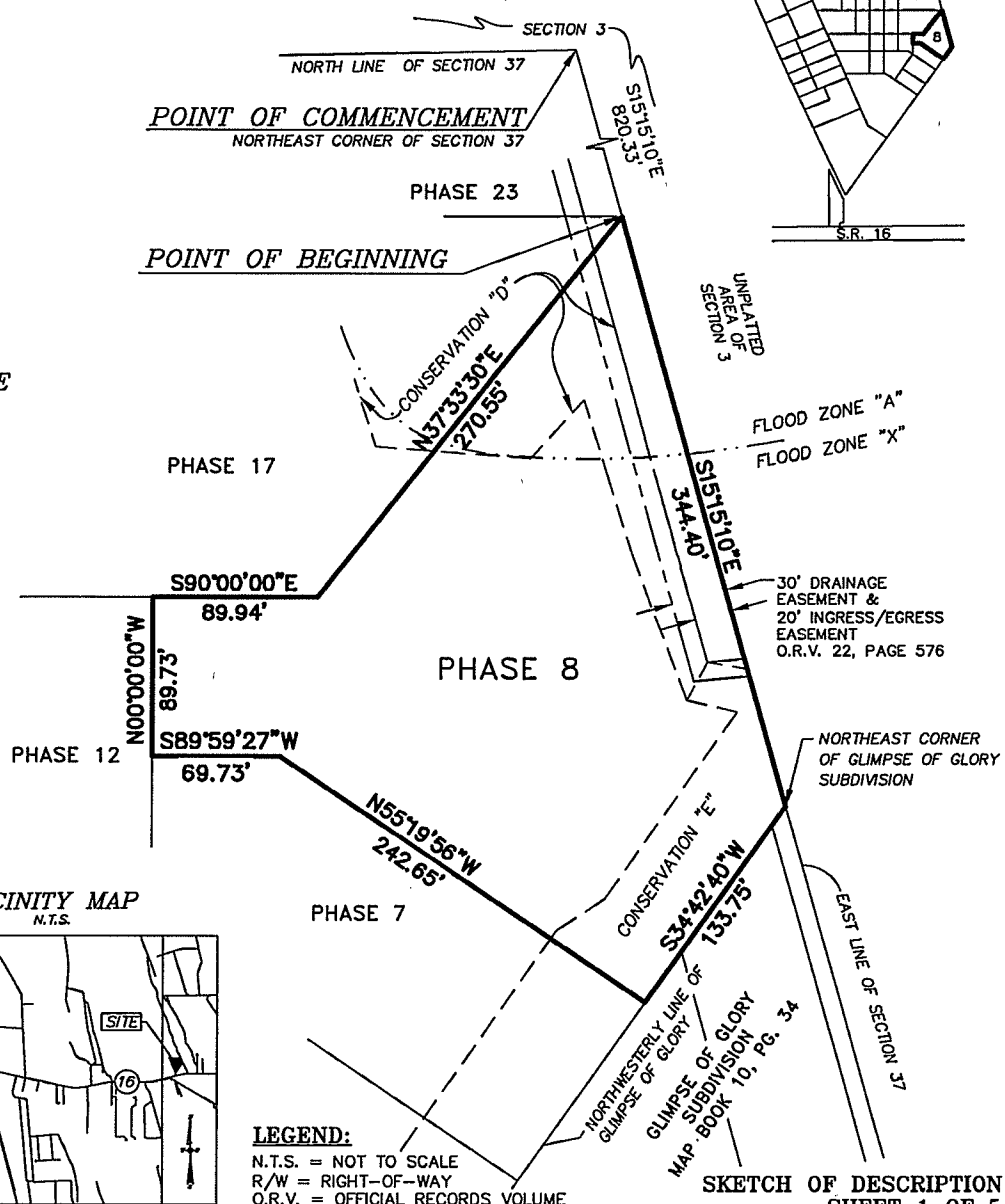 SECTION 3
NORTH LINE OF SECTION 37
POINT OF COMMENCEMENT
NORTHEAST CORNER OF SECTION 37
S15°15'10"E
820.33'
8
S.R. 16
PHASE 23
POINT OF BEGINNING
CONSERVATION "D"
N37°33'30"E
270.55'
UNPLATTED
AREA OF
SECTION 3
FLOOD ZONE "A"
FLOOD ZONE "X"
E
PHASE 17
S15°15'10"E
344.40'
S90°00'00"E
89.94'
30' DRAINAGE
EASEMENT &
20' INGRESS/EGRESS
EASEMENT
O.R.V. 22, PAGE 576
N00°00'00"W
89.73'
PHASE 8
PHASE 12
S89°59'27"W
69.73'
NORTHEAST CORNER
OF GLIMPSE OF GLORY
SUBDIVISION
N55°19'56"W
242.65'
CONSERVATION "E"
S34°42'40"W
133.75'
PHASE 7
EAST LINE OF SECTION 37
NORTHWESTERLY LINE OF
GLIMPSE OF GLORY
GLIMPSE OF GLORY
SUBDIVISION
MAP BOOK 10, PG. 34
CINITY MAP
N.T.S.
SITE
16
LEGEND:
N.T.S. = NOT TO SCALE
R/W = RIGHT-OF-WAY
O.R.V. = OFFICIAL RECORDS VOLUME
SKETCH OF DESCRIPTION
SHEET 1 OF 5